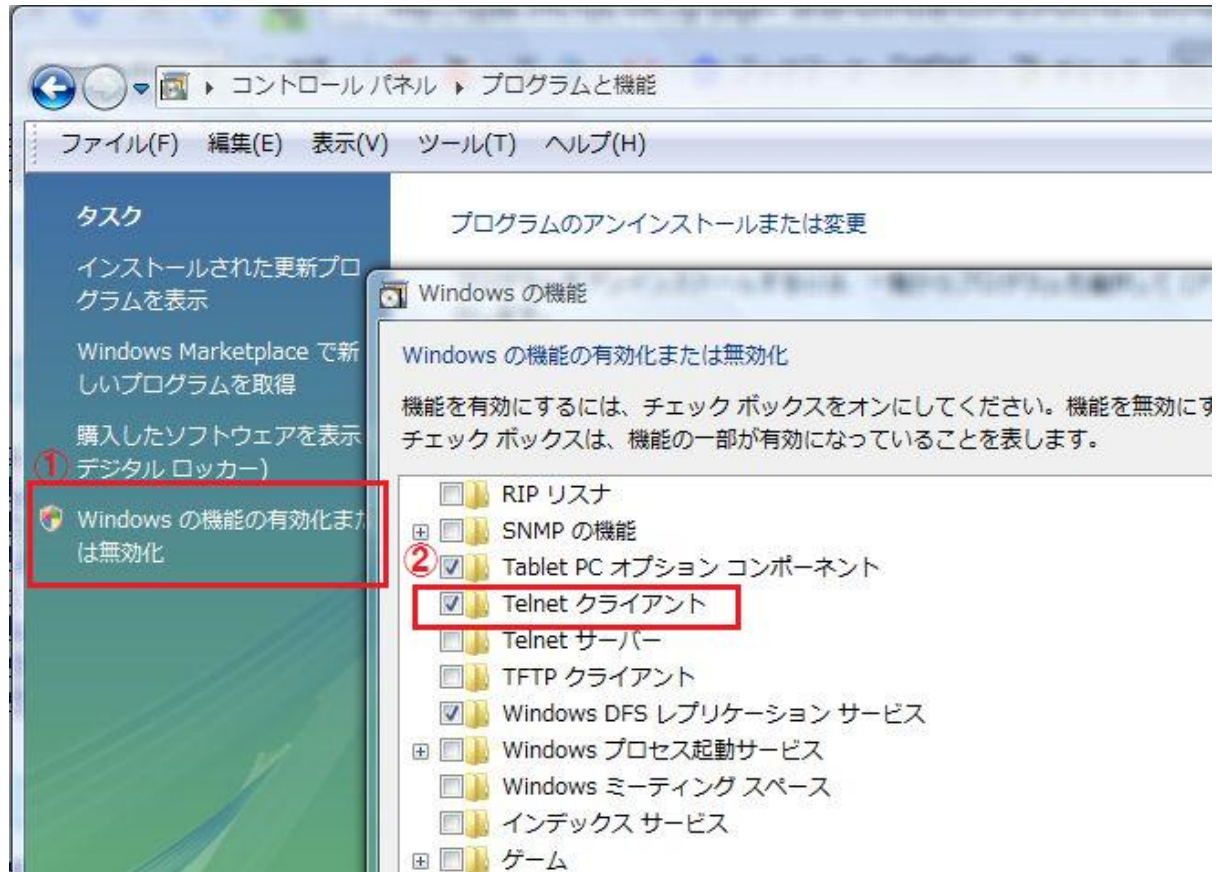 コントロール パネル ▸ プログラムと機能
ファイル(F) 編集(E) 表示(V) ツール(T) ヘルプ(H)
タスク
インストールされた更新プロ
グラムを表示
Windows Marketplace で新
しいプログラムを取得
購入したソフトウェアを表示
デジタル ロッカー)
①
Windows の機能の有効化また
は無効化
プログラムのアンインストールまたは変更
Windows の機能
Windows の機能の有効化または無効化
機能を有効にするには、チェック ボックスをオンにしてください。機能を無効にす
チェック ボックスは、機能の一部が有効になっていることを表します。
RIP リスナ
SNMP の機能
②
Tablet PC オプション コンポーネント
Telnet クライアント
Telnet サーバー
TFTP クライアント
Windows DFS レプリケーション サービス
Windows プロセス起動サービス
Windows ミーティング スペース
インデックス サービス
ゲーム